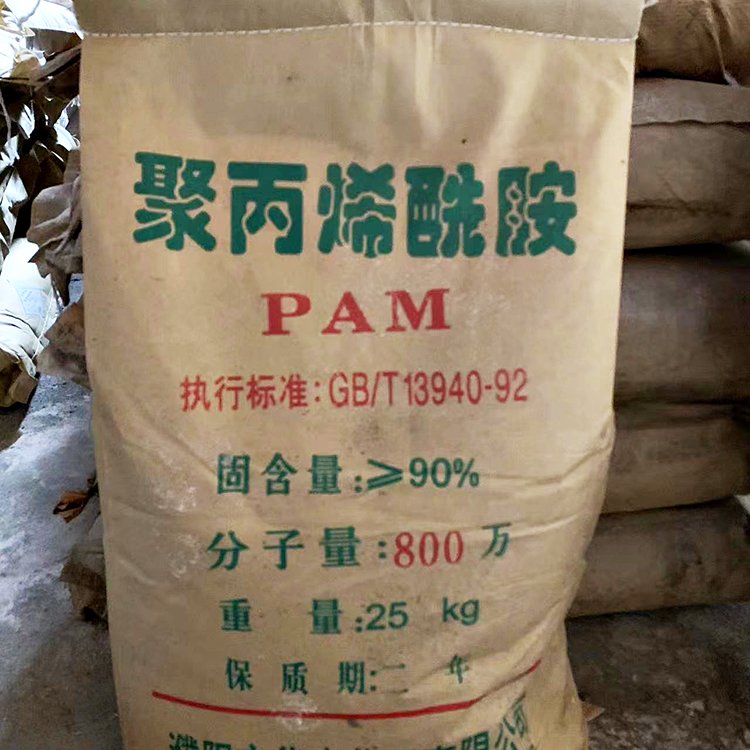 聚丙烯酰胺
PAM
执行标准:GB/T13940-92
固含量:≥90%
分子量:800万
重量:25 kg
保质期:二年